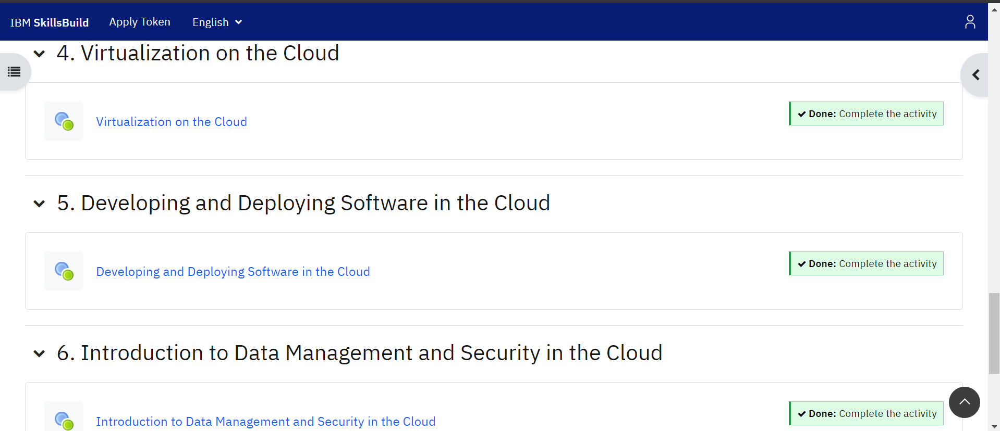 IBM SkillsBuild Apply Token English
4. Virtualization on the Cloud
Virtualization on the Cloud
Done: Complete the activity
5. Developing and Deploying Software in the Cloud
Developing and Deploying Software in the Cloud
Done: Complete the activity
6. Introduction to Data Management and Security in the Cloud
Introduction to Data Management and Security in the Cloud
Done: Complete the activity